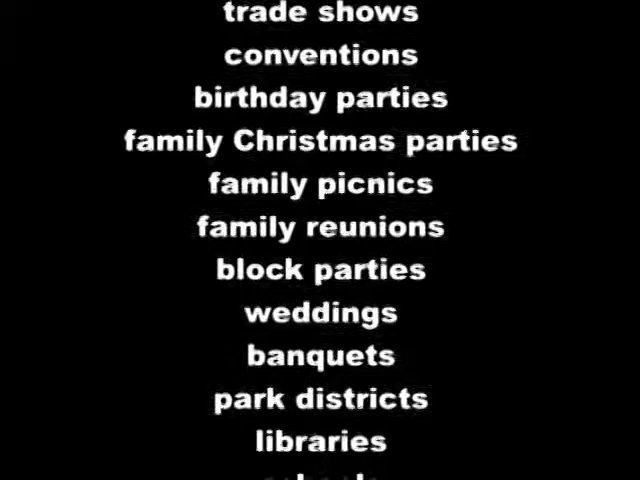 trade shows
conventions
birthday parties
family Christmas parties
family picnics
family reunions
block parties
weddings
banquets
park districts
libraries